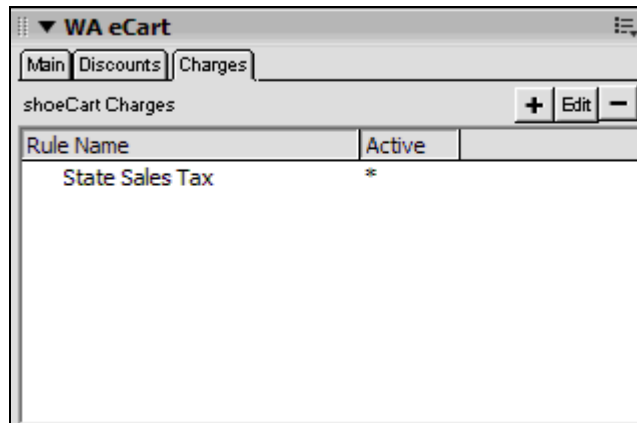 WA eCart
Main Discounts Charges
shoeCart Charges + Edit −
Rule Name Active
State Sales Tax *